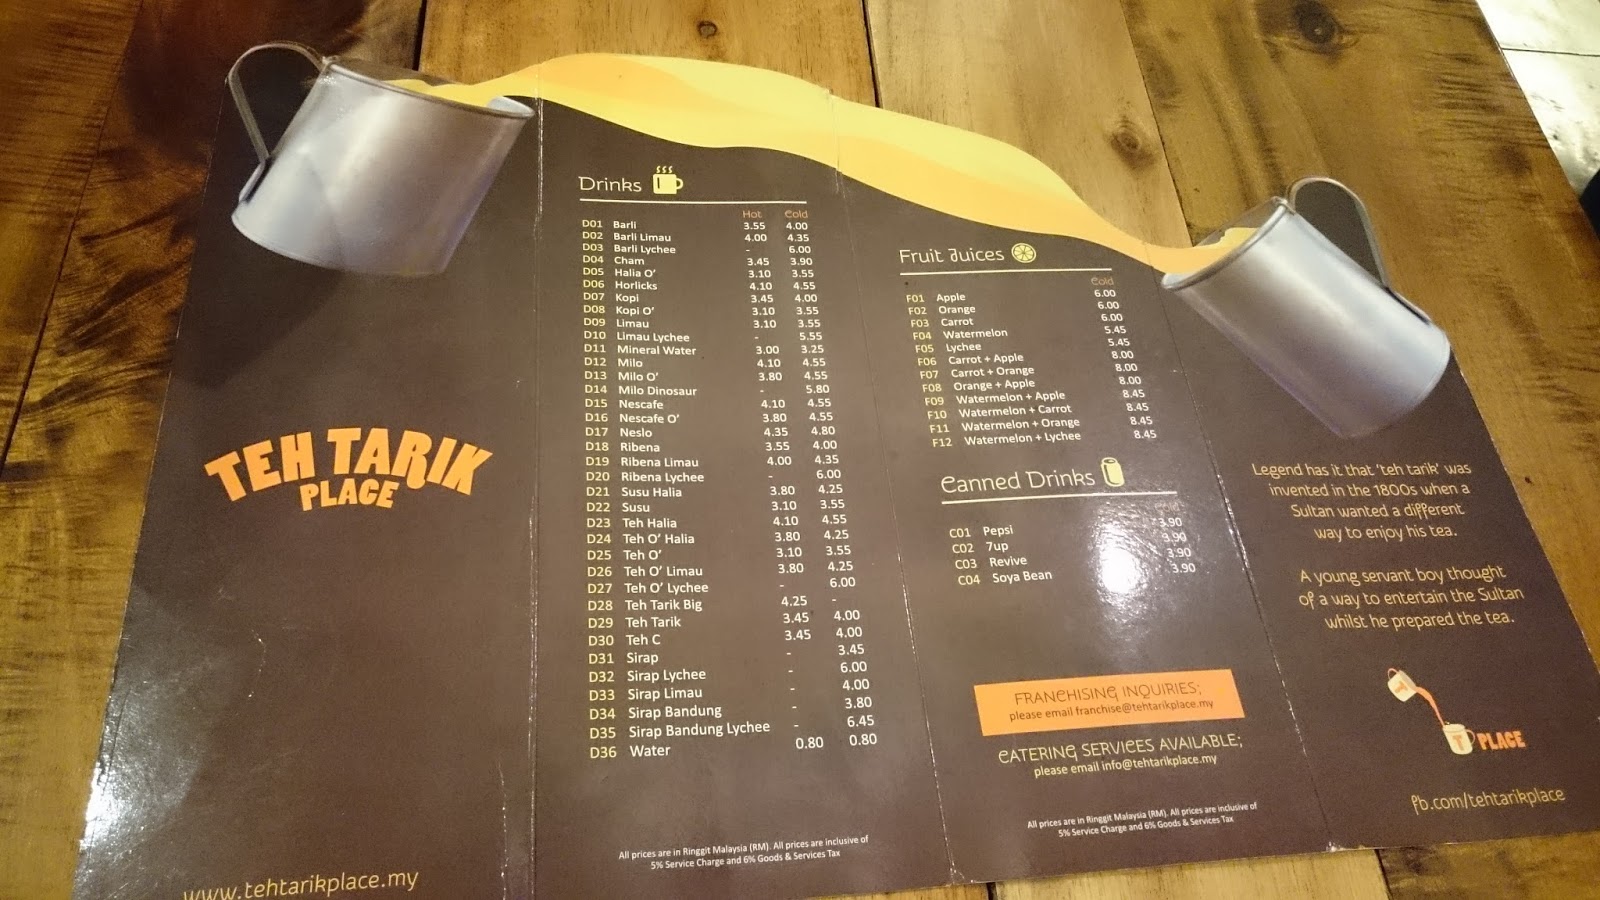 TEH TARIK
PLACE
www.tehtarikplace.my
Drinks
Hot Cold
D01 Barli 3.55 4.00
D02 Barli Limau 4.00 4.35
D03 Barli Lychee - 6.00
D04 Cham 3.45 3.90
D05 Halia O' 3.10 3.55
D06 Horlicks 4.10 4.55
D07 Kopi 3.45 4.00
D08 Kopi O' 3.10 3.55
D09 Limau 3.10 3.55
D10 Limau Lychee - 5.55
D11 Mineral Water 3.00 3.25
D12 Milo 4.10 4.55
D13 Milo O' 3.80 4.55
D14 Milo Dinosaur - 5.80
D15 Nescafe 4.10 4.55
D16 Nescafe O' 3.80 4.55
D17 Neslo 4.35 4.80
D18 Ribena 3.55 4.00
D19 Ribena Limau 4.00 4.35
D20 Ribena Lychee - 6.00
D21 Susu Halia 3.80 4.25
D22 Susu 3.10 3.55
D23 Teh Halia 4.10 4.55
D24 Teh O' Halia 3.80 4.25
D25 Teh O' 3.10 3.55
D26 Teh O' Limau 3.80 4.25
D27 Teh O' Lychee - 6.00
D28 Teh Tarik Big 4.25 -
D29 Teh Tarik 3.45 4.00
D30 Teh C 3.45 4.00
D31 Sirap - 3.45
D32 Sirap Lychee - 6.00
D33 Sirap Limau - 4.00
D34 Sirap Bandung - 3.80
D35 Sirap Bandung Lychee - 6.45
D36 Water 0.80 0.80
All prices are in Ringgit Malaysia (RM). All prices are inclusive of
5% Service Charge and 6% Goods & Services Tax
Fruit Juices
Cold
F01 Apple 6.00
F02 Orange 6.00
F03 Carrot 6.00
F04 Watermelon 5.45
F05 Lychee 5.45
F06 Carrot + Apple 8.00
F07 Carrot + Orange 8.00
F08 Orange + Apple 8.00
F09 Watermelon + Apple 8.45
F10 Watermelon + Carrot 8.45
F11 Watermelon + Orange 8.45
F12 Watermelon + Lychee 8.45
Canned Drinks
C01 Pepsi 3.90
C02 7up 3.90
C03 Revive 3.90
C04 Soya Bean 3.90
FRANCHISING INQUIRIES;
please email franchise@tehtarikplace.my
CATERING SERVICES AVAILABLE;
please email info@tehtarikplace.my
All prices are in Ringgit Malaysia (RM). All prices are inclusive of
5% Service Charge and 6% Goods & Services Tax
Legend has it that 'teh tarik' was
invented in the 1800s when a
Sultan wanted a different
way to enjoy his tea.
A young servant boy thought
of a way to entertain the Sultan
whilst he prepared the tea.
T
T PLACE
fb.com/tehtarikplace